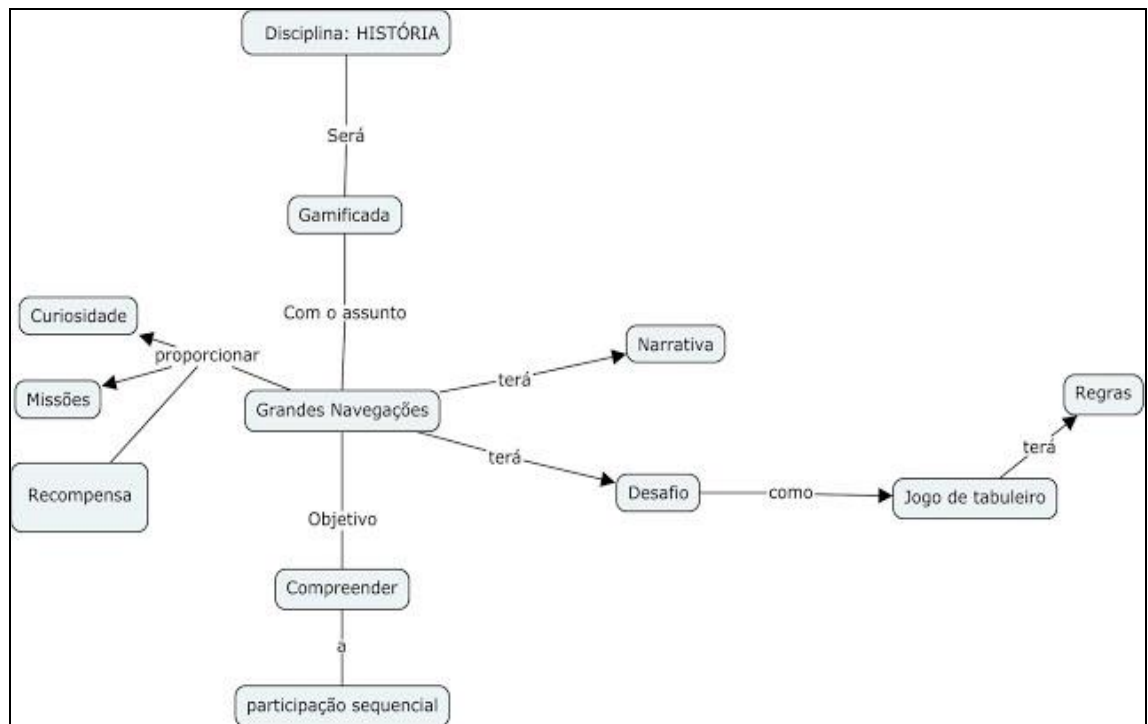 Disciplina: HISTÓRIA
Será
Gamificada
Com o assunto
Curiosidade
proporcionar
Missões
Recompensa
Grandes Navegações
terá
Narrativa
terá
Desafio
como
Jogo de tabuleiro
terá
Regras
Objetivo
Compreender
a
participação sequencial